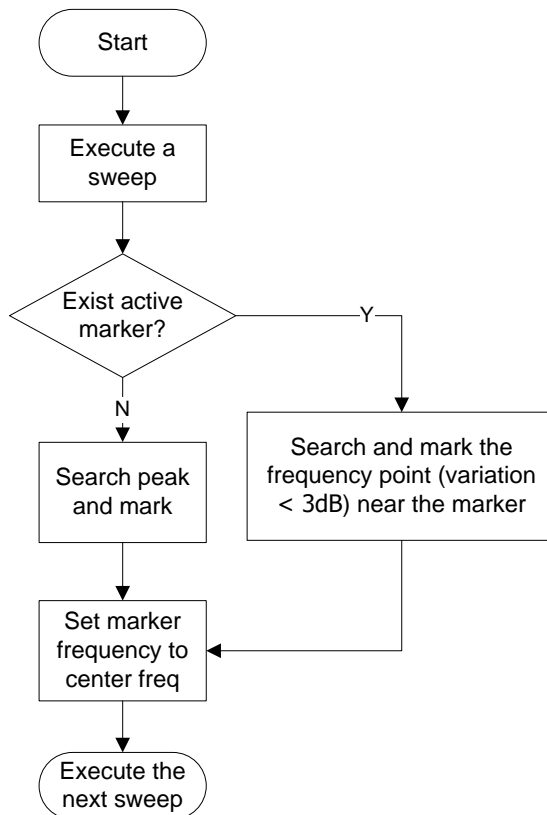 Start
Execute a
sweep
Exist active
marker?
Y
N
Search peak
and mark
Search and mark the
frequency point (variation
< 3dB) near the marker
Set marker
frequency to
center freq
Execute the
next sweep